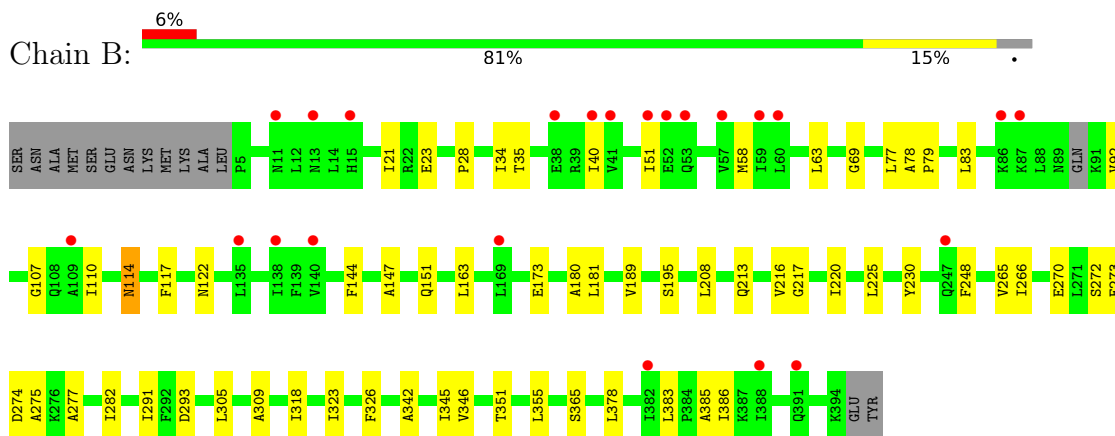 6%
Chain B:
81% 15% •
SER ASN ALA MET SER GLU ASN LYS MET LYS ALA LEU P5 N11 L12 N13 L14 H15 I21 R22 E23 P28 I34 T35 E38 R39 I40 V41 I51 E52 Q53 V57 M58 I59 L60 L63 G69 L77 A78 P79 L83 K86 K87 L88 N89 GLN K91 V92
G107 Q108 A109 I110 N114 F117 N122 L135 I138 F139 V140 F144 A147 Q151 L163 L169 E173 A180 L181 V189 S195 L208 Q213 V216 G217 I220 L225 Y230 Q247 F248 V265 I266 E270 L271 S272 E273
D274 A275 K276 A277 I282 I291 F292 D293 L305 A309 I318 I323 F326 A342 I345 V346 T351 L355 S365 L378 I382 L383 P384 A385 I386 K387 I388 Q391 K394 GLU TYR